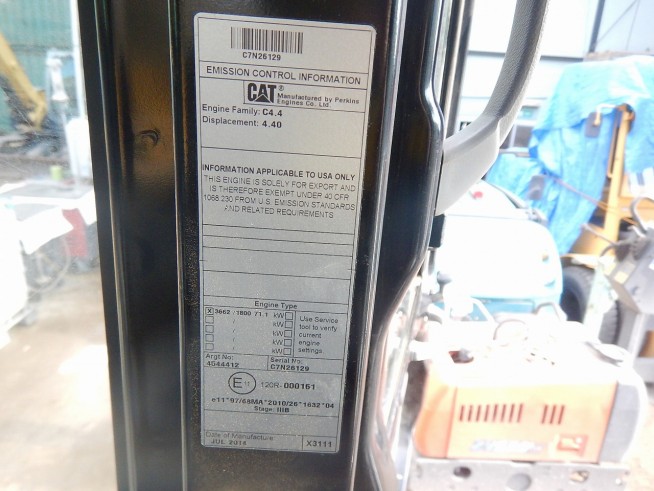 C7N26129
EMISSION CONTROL INFORMATION
CAT® Manufactured by Perkins
Engines Co. Ltd.
Engine Family: C4.4
Displacement: 4.40
INFORMATION APPLICABLE TO USA ONLY
THIS ENGINE IS SOLELY FOR EXPORT AND
IS THEREFORE EXEMPT UNDER 40 CFR
1068.230 FROM U.S. EMISSION STANDARDS
AND RELATED REQUIREMENTS
Engine Type
X 3662 / 1800 71.1 kW
/ kW
/ kW
/ kW
/ kW
Use Service
tool to verify
current
engine
settings
Argt No: Serial No:
4544412 C7N26129
E11 120R-000161
e11*97/68MA*2010/26*1632*04
Stage: IIIB
Date of Manufacture
JUL 2014 X3111